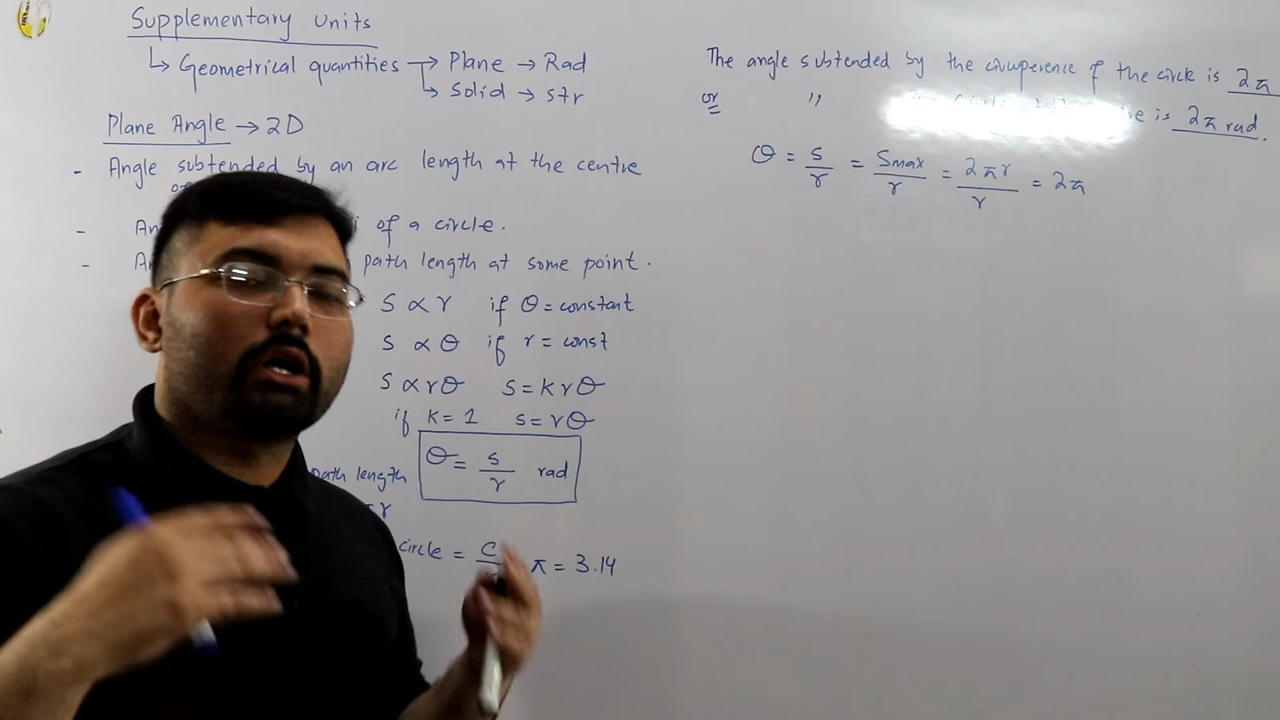 Supplementary units
↳ Geometrical quantities → Plane → Rad
↳ Solid → str
Plane Angle → 2D
- Angle subtended by an arc length at the centre
- of a circle.
- path length at some point.
S ∝ r if θ = constant
S ∝ θ if r = const
S ∝ rθ S = k r θ
if K = 1 S = rθ
path length θ = s/r rad
circle = C π = 3.14
The angle subtended by the circuference of the circle is 2π
or " is 2π rad.
θ = s/r = Smax/r = 2πr/r = 2π